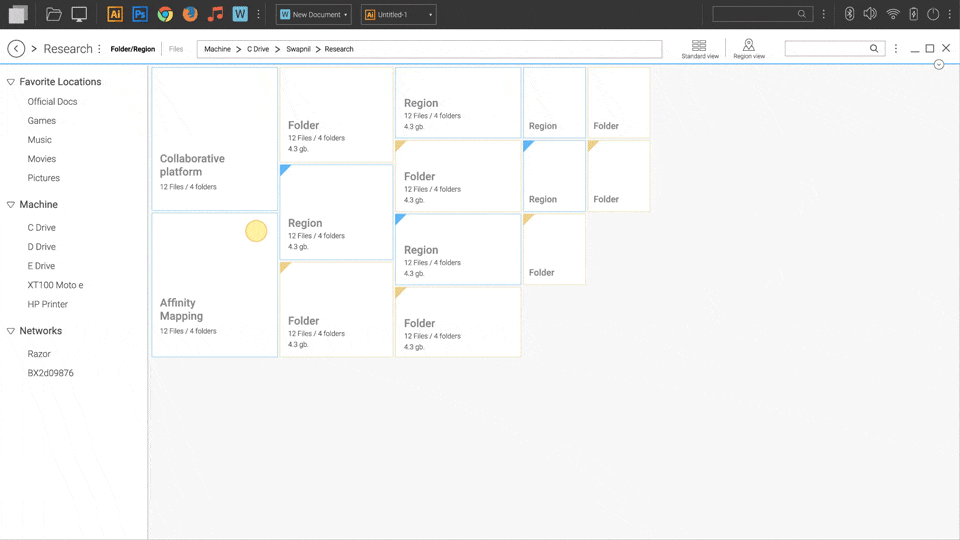 Ai
Ps
W
W New Document
Ai Untitled-1
Research
Folder/Region
Files
Machine
C Drive
Swapnil
Research
Standard view
Region view
Favorite Locations
Official Docs
Games
Music
Movies
Pictures
Machine
C Drive
D Drive
E Drive
XT100 Moto e
HP Printer
Networks
Razor
BX2d09876
Collaborative
platform
12 Files / 4 folders
Affinity
Mapping
12 Files / 4 folders
Folder
12 Files / 4 folders
4.3 gb.
Region
12 Files / 4 folders
4.3 gb.
Folder
12 Files / 4 folders
4.3 gb.
Region
12 Files / 4 folders
4.3 gb.
Folder
12 Files / 4 folders
4.3 gb.
Region
12 Files / 4 folders
4.3 gb.
Folder
12 Files / 4 folders
4.3 gb.
Region
Region
Folder
Folder
Folder